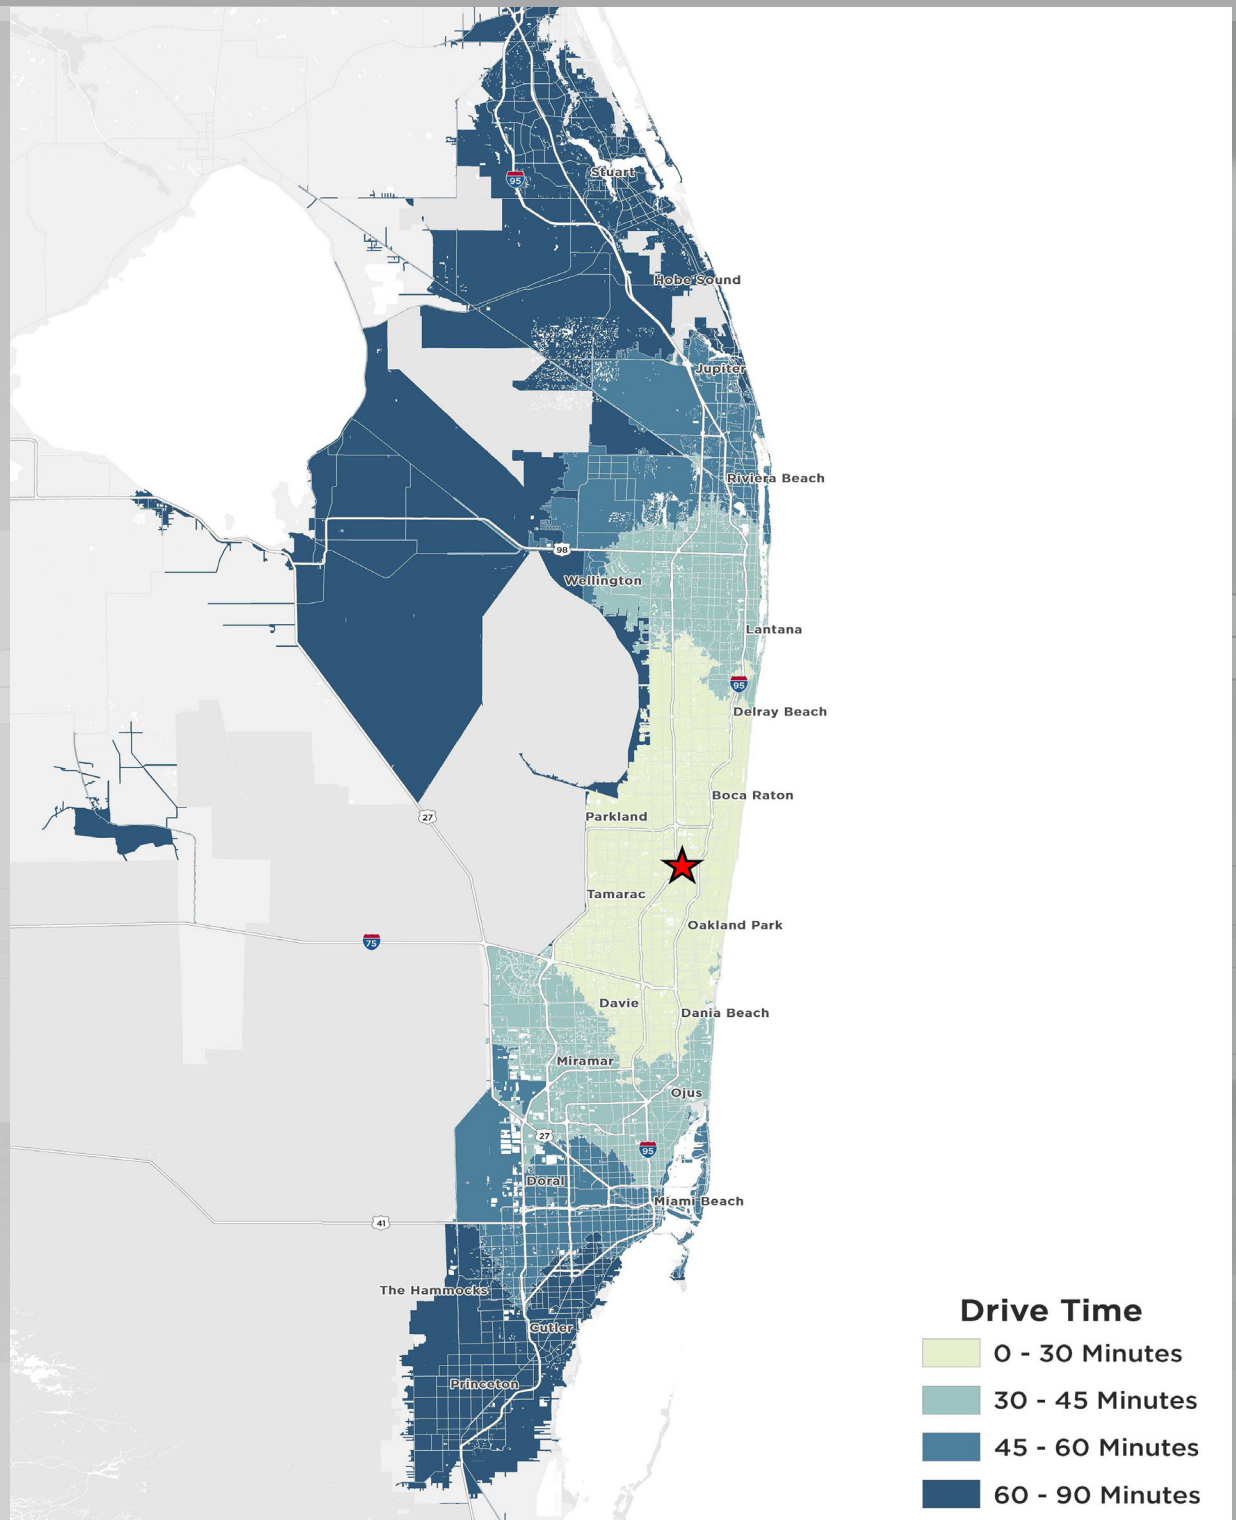 Stuart
95
Hobe Sound
Jupiter
Riviera Beach
98
Wellington
Lantana
95
Delray Beach
Boca Raton
27
Parkland
Tamarac
Oakland Park
75
Davie
Dania Beach
Miramar
Ojus
27
95
Doral
Miami Beach
41
The Hammocks
Cutler
Princeton
Drive Time
0 - 30 Minutes
30 - 45 Minutes
45 - 60 Minutes
60 - 90 Minutes